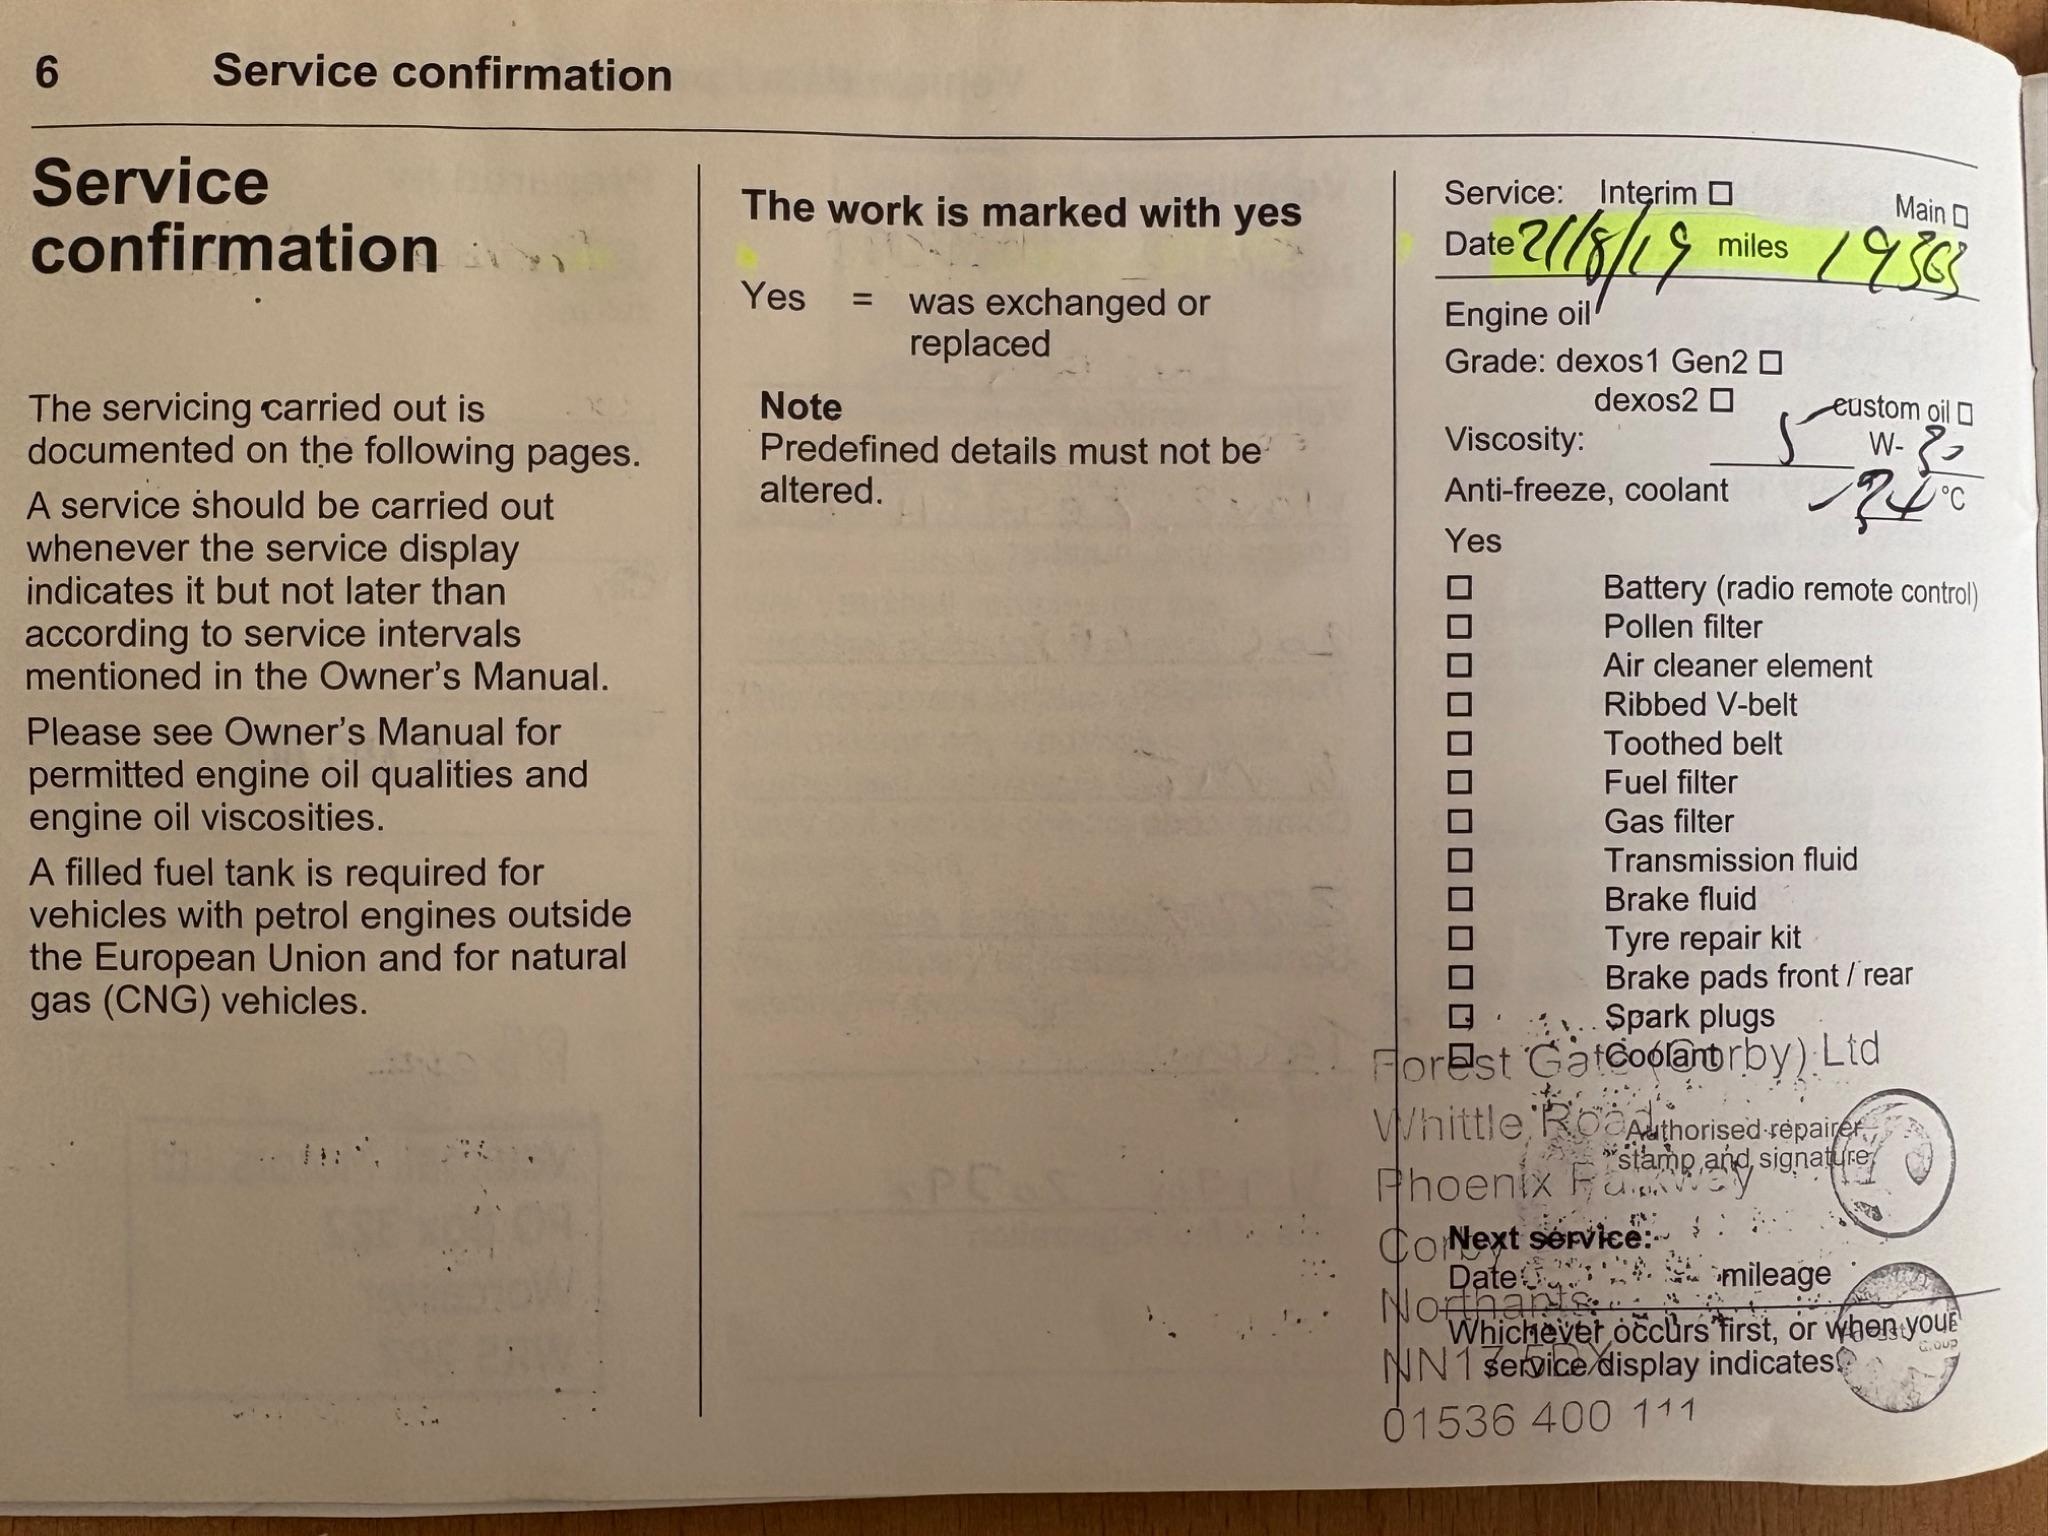 6 Service confirmation
Service
confirmation
The servicing carried out is
documented on the following pages.
A service should be carried out
whenever the service display
indicates it but not later than
according to service intervals
mentioned in the Owner's Manual.
Please see Owner's Manual for
permitted engine oil qualities and
engine oil viscosities.
A filled fuel tank is required for
vehicles with petrol engines outside
the European Union and for natural
gas (CNG) vehicles.
The work is marked with yes
Yes = was exchanged or
replaced
Note
Predefined details must not be
altered.
Service: Interim ☐ Main ☐
Date 21/8/19 miles
Engine oil
Grade: dexos1 Gen2 ☐
dexos2 ☐ custom oil ☐
Viscosity: 5 W-30
Anti-freeze, coolant °C
Yes
☐ Battery (radio remote control)
☐ Pollen filter
☐ Air cleaner element
☐ Ribbed V-belt
☐ Toothed belt
☐ Fuel filter
☐ Gas filter
☐ Transmission fluid
☐ Brake fluid
☐ Tyre repair kit
☐ Brake pads front / rear
☐ Spark plugs
☐ Coolant
Authorised repairer
stamp and signature
Next service:
Date mileage
Whichever occurs first, or when your
service display indicates.
Forest Gate (Corby) Ltd
Whittle Road
Phoenix Parkway
Corby
Northants
NN17 5DX
01536 400 111